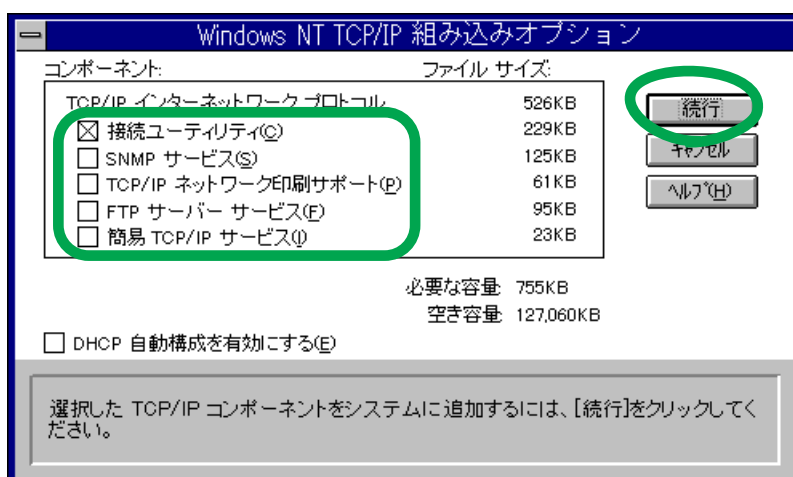 Windows NT TCP/IP 組み込みオプション
コンポーネント: ファイル サイズ:
TCP/IP インターネットワーク プロトコル 526KB
接続ユーティリティ(C) 229KB
SNMP サービス(S) 125KB
TCP/IP ネットワーク印刷サポート(P) 61KB
FTP サーバー サービス(F) 95KB
簡易 TCP/IP サービス(I) 23KB
続行
キャンセル
ヘルプ(H)
必要な容量: 755KB
空き容量: 127,060KB
DHCP 自動構成を有効にする(E)
選択した TCP/IP コンポーネントをシステムに追加するには、[続行]をクリックしてく
ださい。